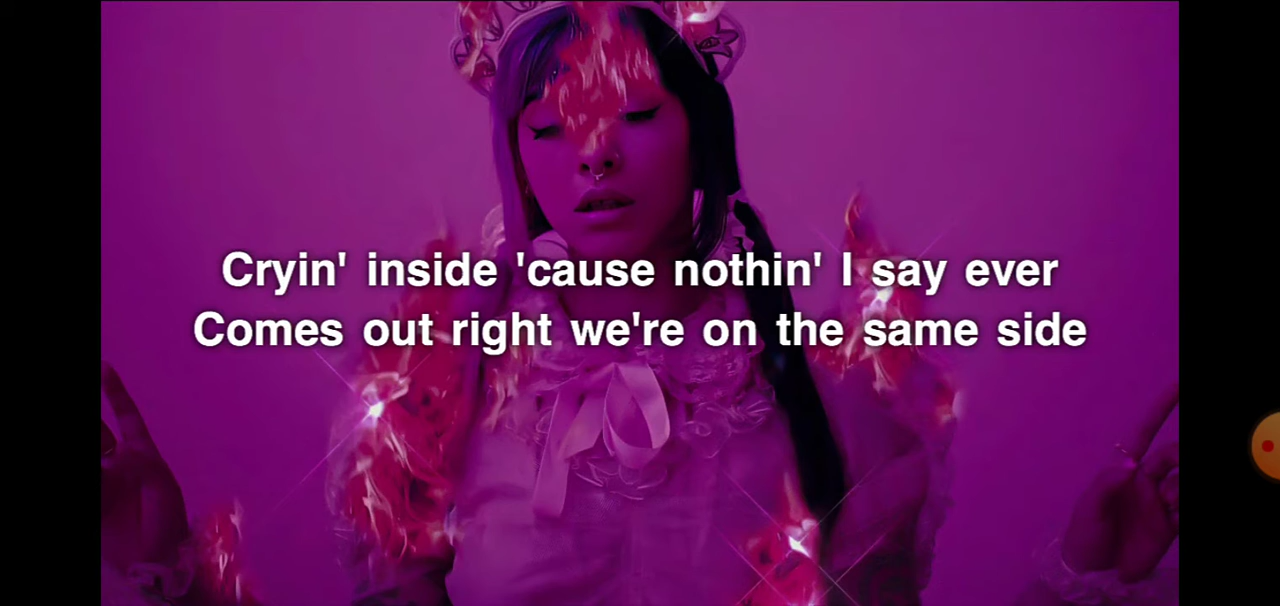 Cryin' inside 'cause nothin' I say ever
Comes out right we're on the same side